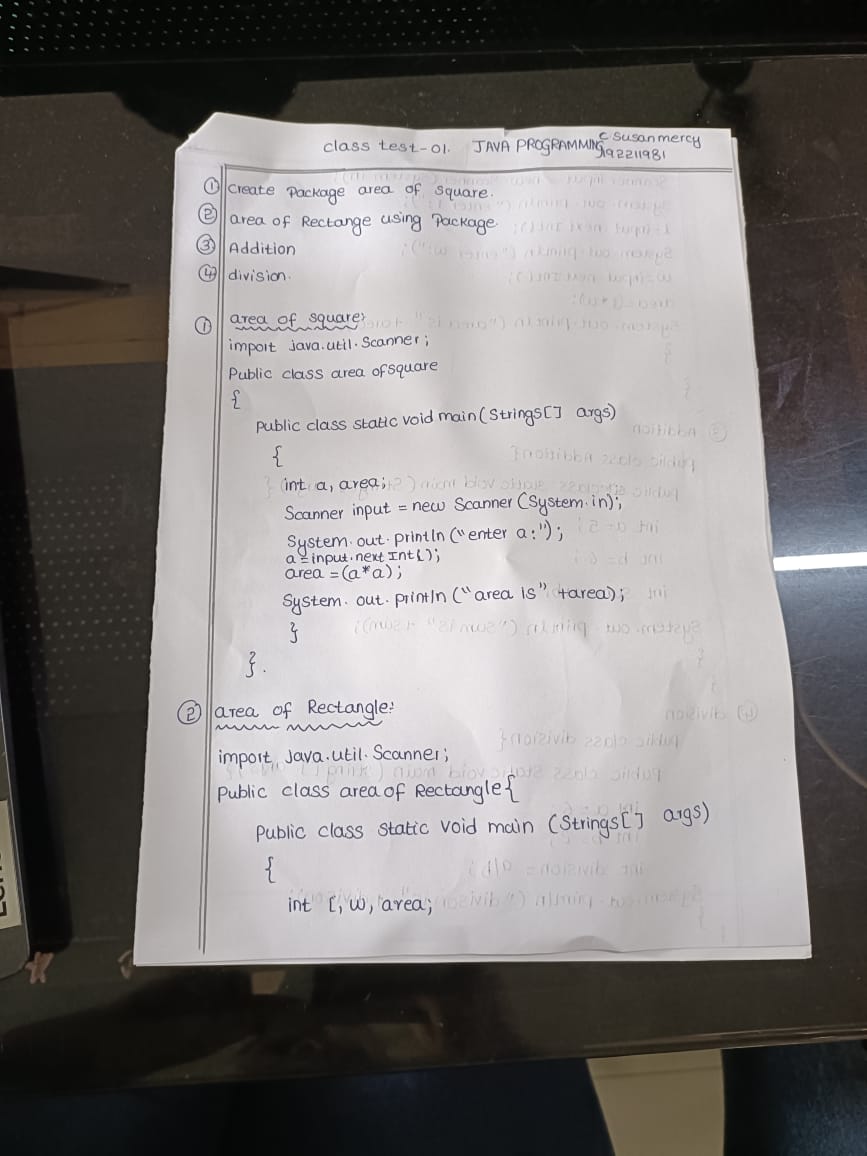 class test-01. JAVA PROGRAMMING
C Susanmercy
192211981
① Create Package area of square.
② area of Rectange using Package.
③ Addition
④ division.
① area of square:
import java.util.Scanner;
Public class area ofsquare
{
public class static void main(Strings[] args)
{
int a, area;
Scanner input = new Scanner (System.in);
System.out.println ("enter a:");
a = input.next Int();
area = (a*a);
System.out.println ("area is" +area);
}
}.
② area of Rectangle:
import Java.util.Scanner;
Public class area of Rectangle{
Public class static void main (Strings[] args)
{
int l, w, area;